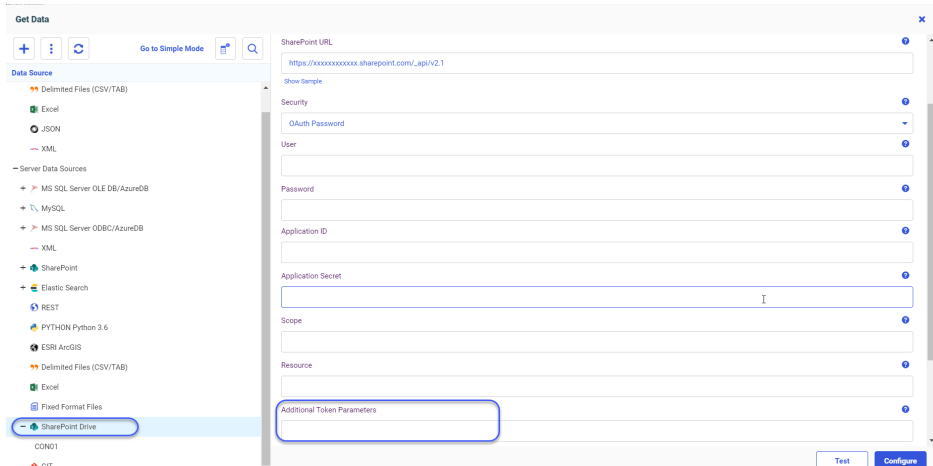 Get Data
Go to Simple Mode
Data Source
Delimited Files (CSV/TAB)
Excel
JSON
XML
Server Data Sources
MS SQL Server OLE DB/AzureDB
MySQL
MS SQL Server ODBC/AzureDB
XML
SharePoint
Elastic Search
REST
PYTHON Python 3.6
ESRI ArcGIS
Delimited Files (CSV/TAB)
Excel
Fixed Format Files
SharePoint Drive
CON01
GIT
SharePoint URL
https://xxxxxxxxxxxx.sharepoint.com/_api/v2.1
Show Sample
Security
OAuth Password
User
Password
Application ID
Application Secret
Scope
Resource
Additional Token Parameters
Test
Configure